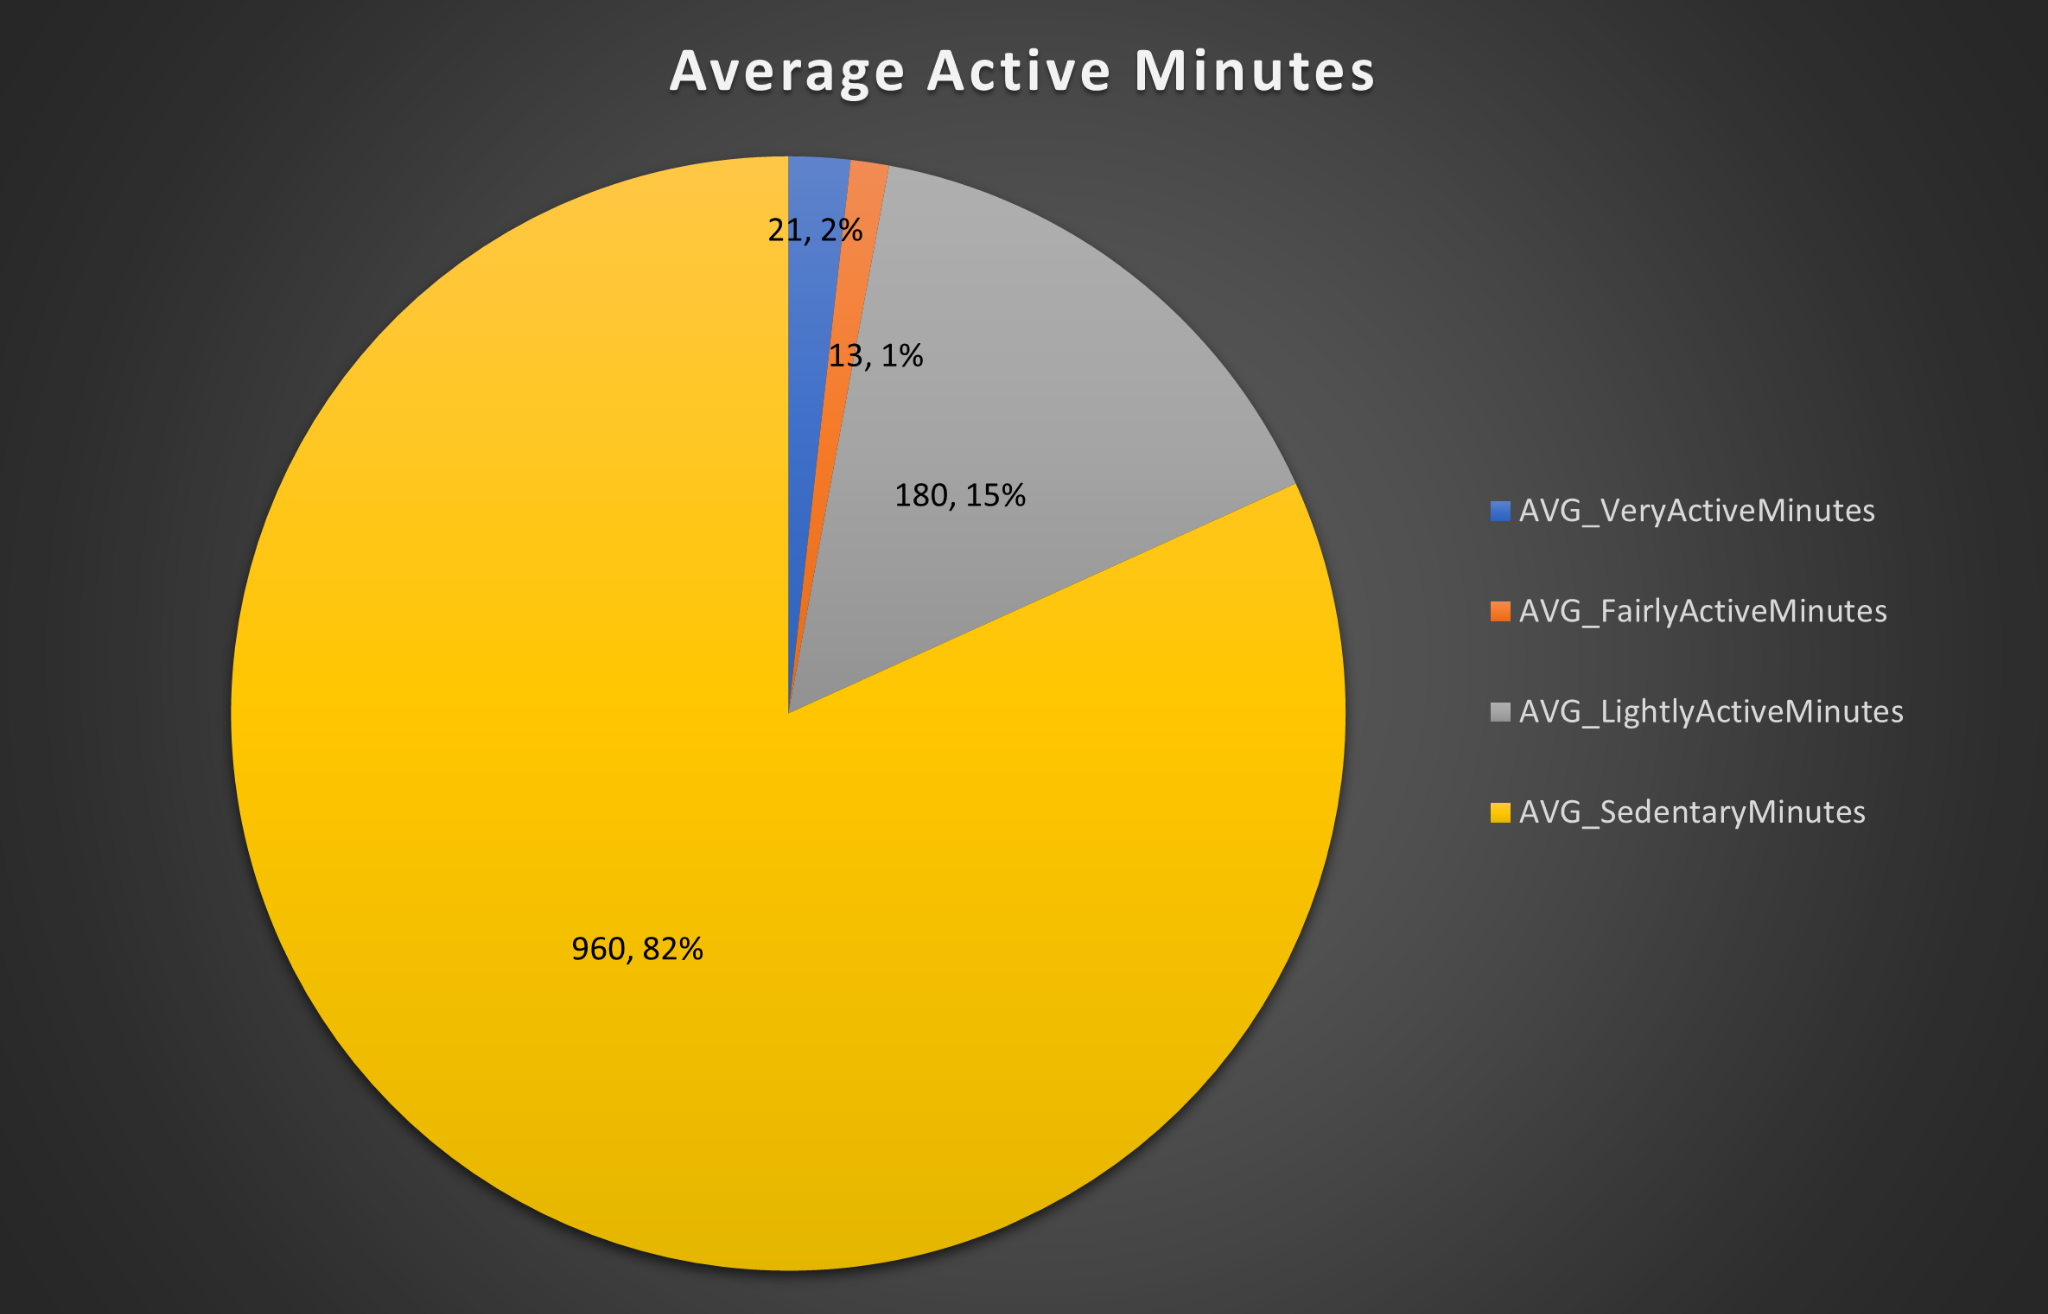 Average Active Minutes
21, 2%
13, 1%
180, 15%
960, 82%
AVG_VeryActiveMinutes
AVG_FairlyActiveMinutes
AVG_LightlyActiveMinutes
AVG_SedentaryMinutes